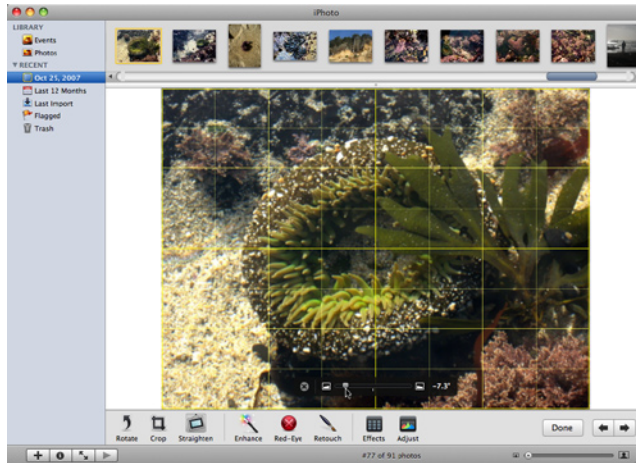 iPhoto
LIBRARY
Events
Photos
▼ RECENT
Oct 25, 2007
Last 12 Months
Last Import
Flagged
Trash
-7.3°
Rotate Crop Straighten Enhance Red-Eye Retouch Effects Adjust Done
#77 of 91 photos